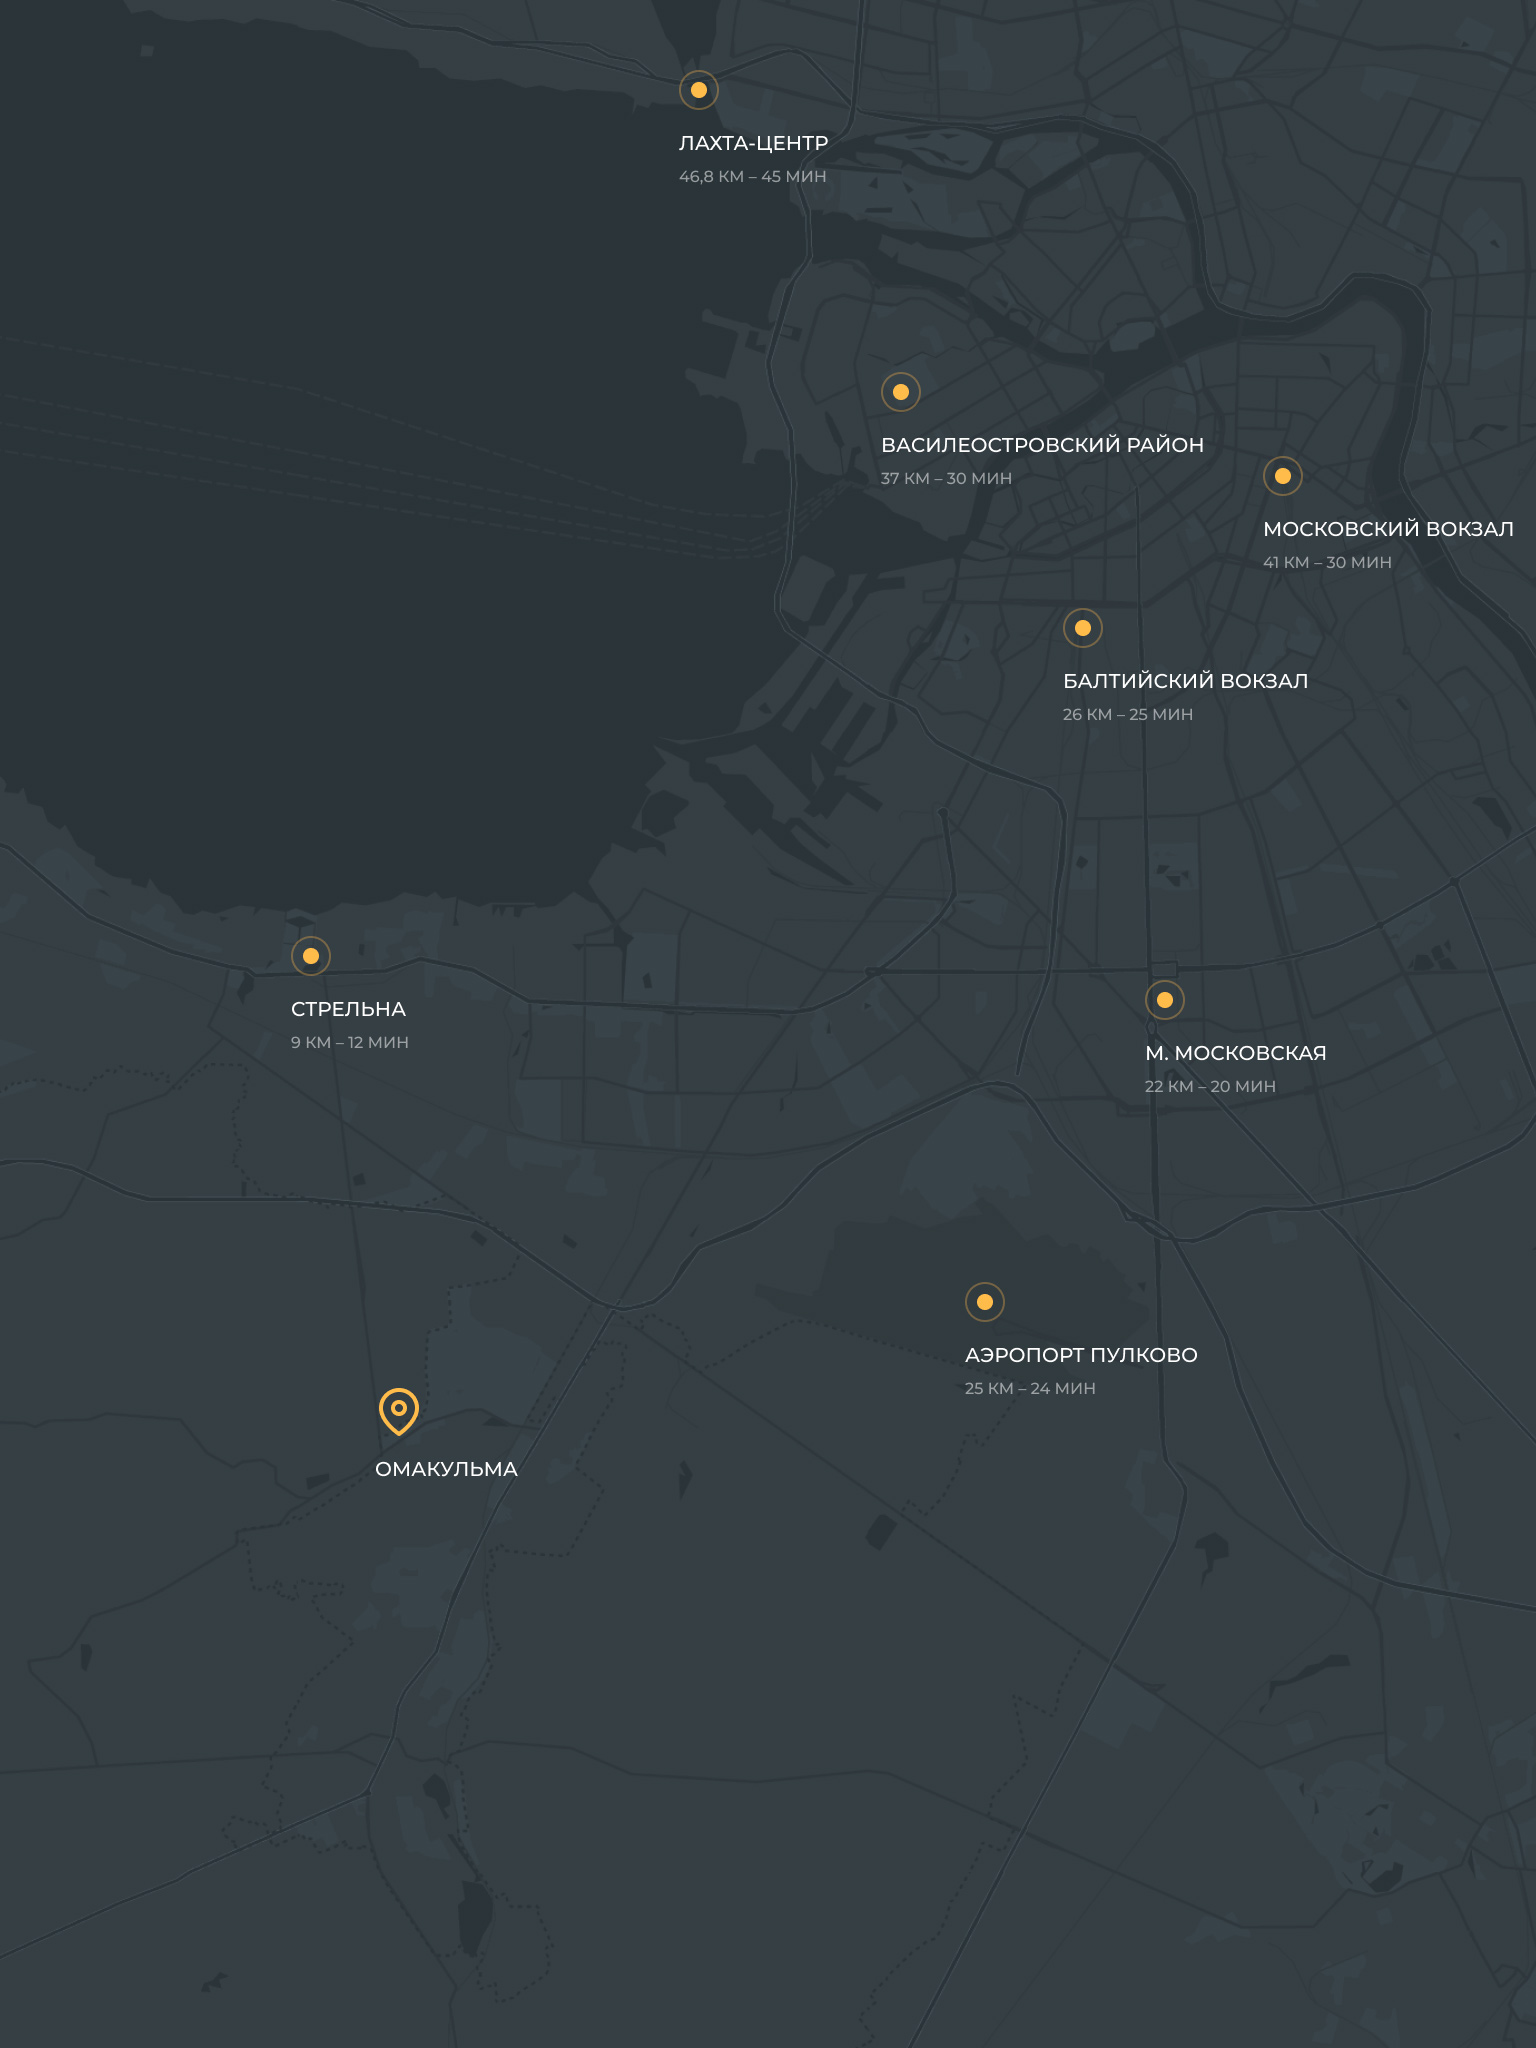 ЛАХТА-ЦЕНТР
46,8 КМ – 45 МИН
ВАСИЛЕОСТРОВСКИЙ РАЙОН
37 КМ – 30 МИН
МОСКОВСКИЙ ВОКЗАЛ
41 КМ – 30 МИН
БАЛТИЙСКИЙ ВОКЗАЛ
26 КМ – 25 МИН
СТРЕЛЬНА
9 КМ – 12 МИН
М. МОСКОВСКАЯ
22 КМ – 20 МИН
АЭРОПОРТ ПУЛКОВО
25 КМ – 24 МИН
ОМАКУЛЬМА